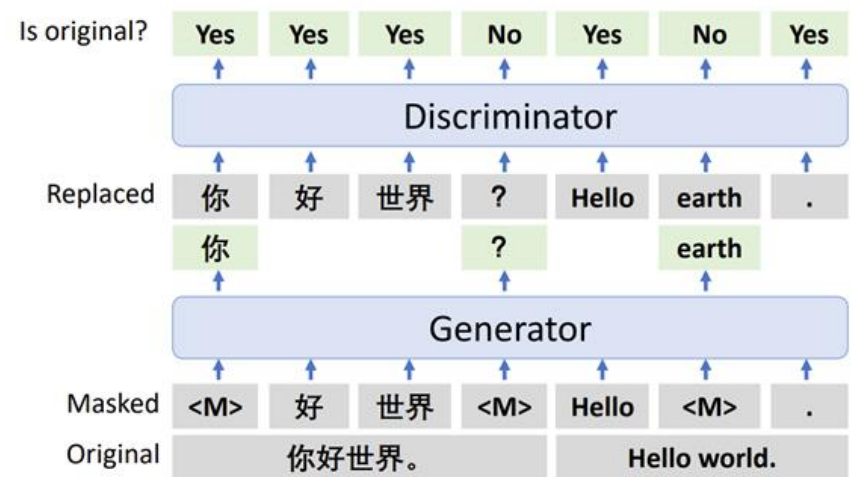 Is original? Yes Yes Yes No Yes No Yes
Discriminator
Replaced 你 好 世界 ? Hello earth .
你 ? earth
Generator
Masked <M> 好 世界 <M> Hello <M> .
Original 你好世界。 Hello world.